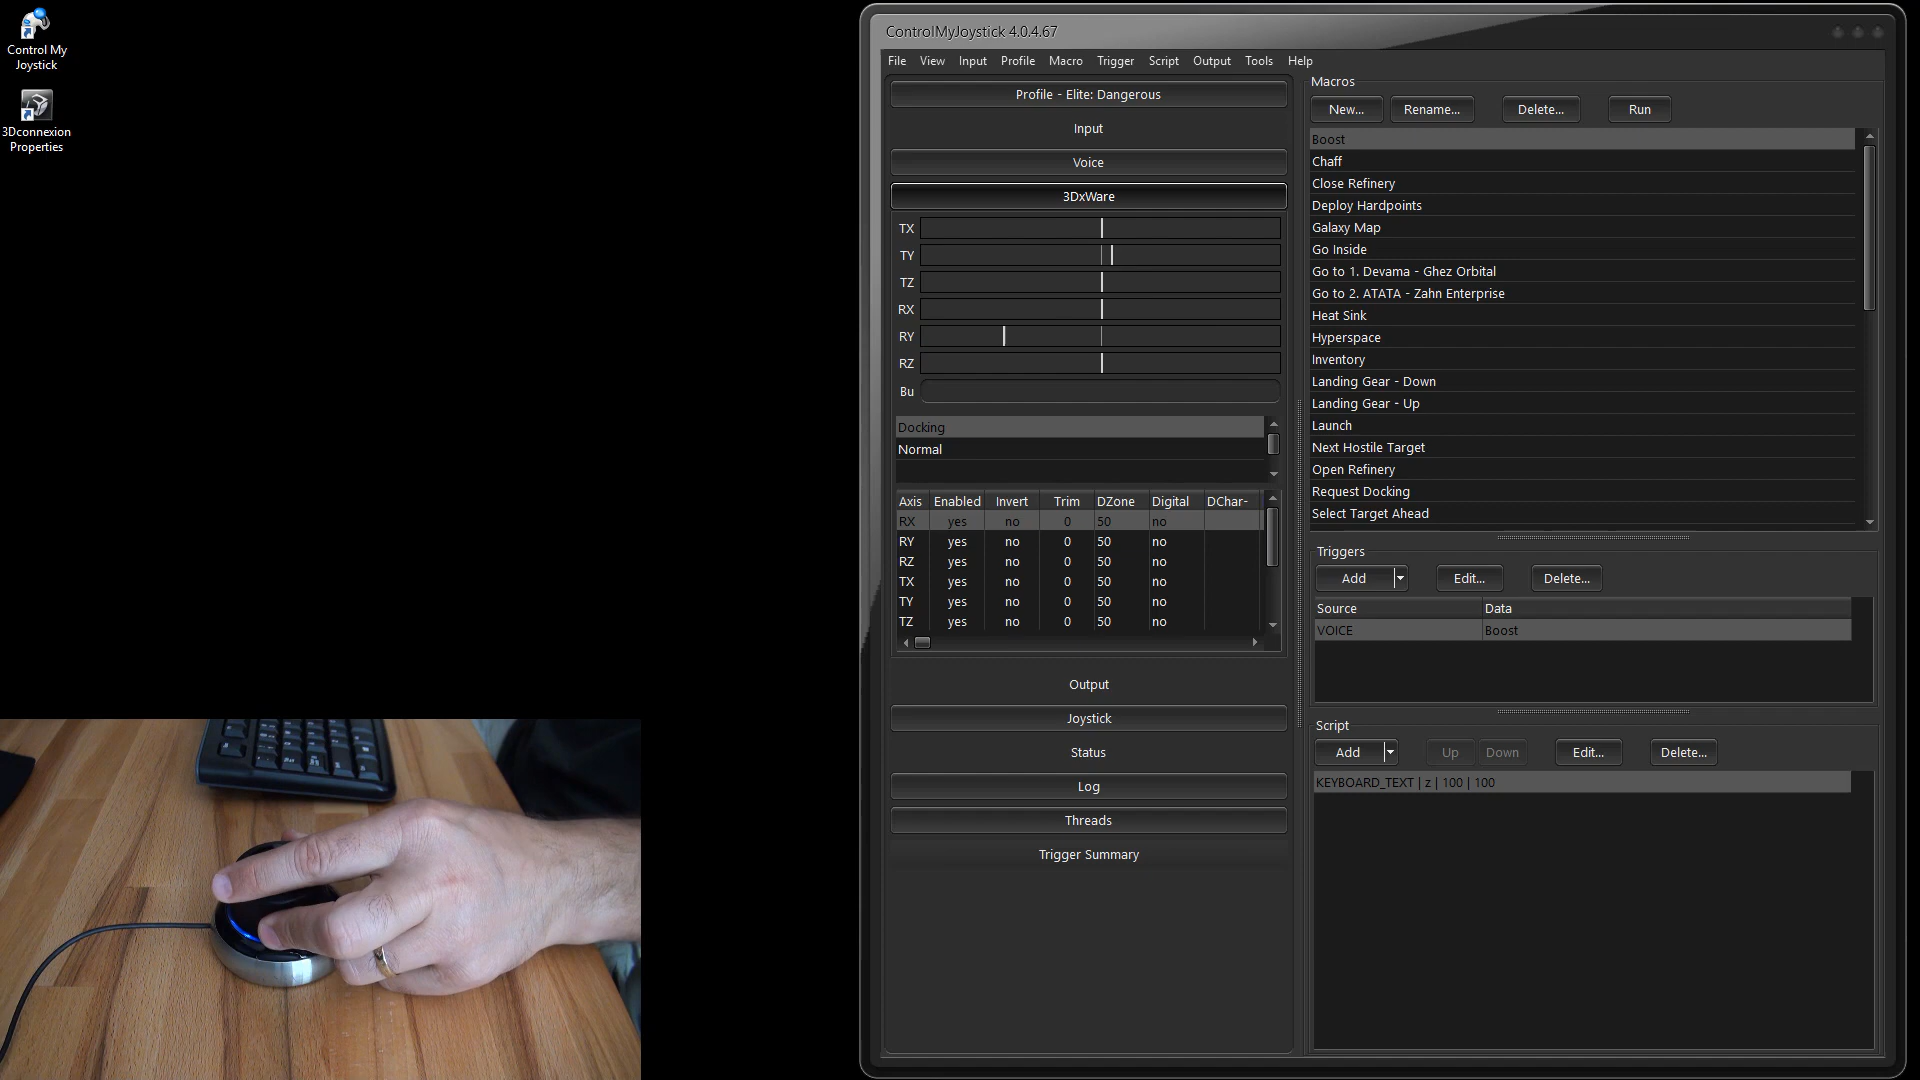 Control My
Joystick
3Dconnexion
Properties
ControlMyJoystick 4.0.4.67
File View Input Profile Macro Trigger Script Output Tools Help
Profile - Elite: Dangerous
Input
Voice
3DxWare
TX
TY
TZ
RX
RY
RZ
Bu
Docking
Normal
Axis Enabled Invert Trim DZone Digital DChar-
RX yes no 0 50 no
RY yes no 0 50 no
RZ yes no 0 50 no
TX yes no 0 50 no
TY yes no 0 50 no
TZ yes no 0 50 no
Output
Joystick
Status
Log
Threads
Trigger Summary
Macros
New... Rename... Delete... Run
Boost
Chaff
Close Refinery
Deploy Hardpoints
Galaxy Map
Go Inside
Go to 1. Devama - Ghez Orbital
Go to 2. ATATA - Zahn Enterprise
Heat Sink
Hyperspace
Inventory
Landing Gear - Down
Landing Gear - Up
Launch
Next Hostile Target
Open Refinery
Request Docking
Select Target Ahead
Triggers
Add Edit... Delete...
Source Data
VOICE Boost
Script
Add Up Down Edit... Delete...
KEYBOARD_TEXT | z | 100 | 100